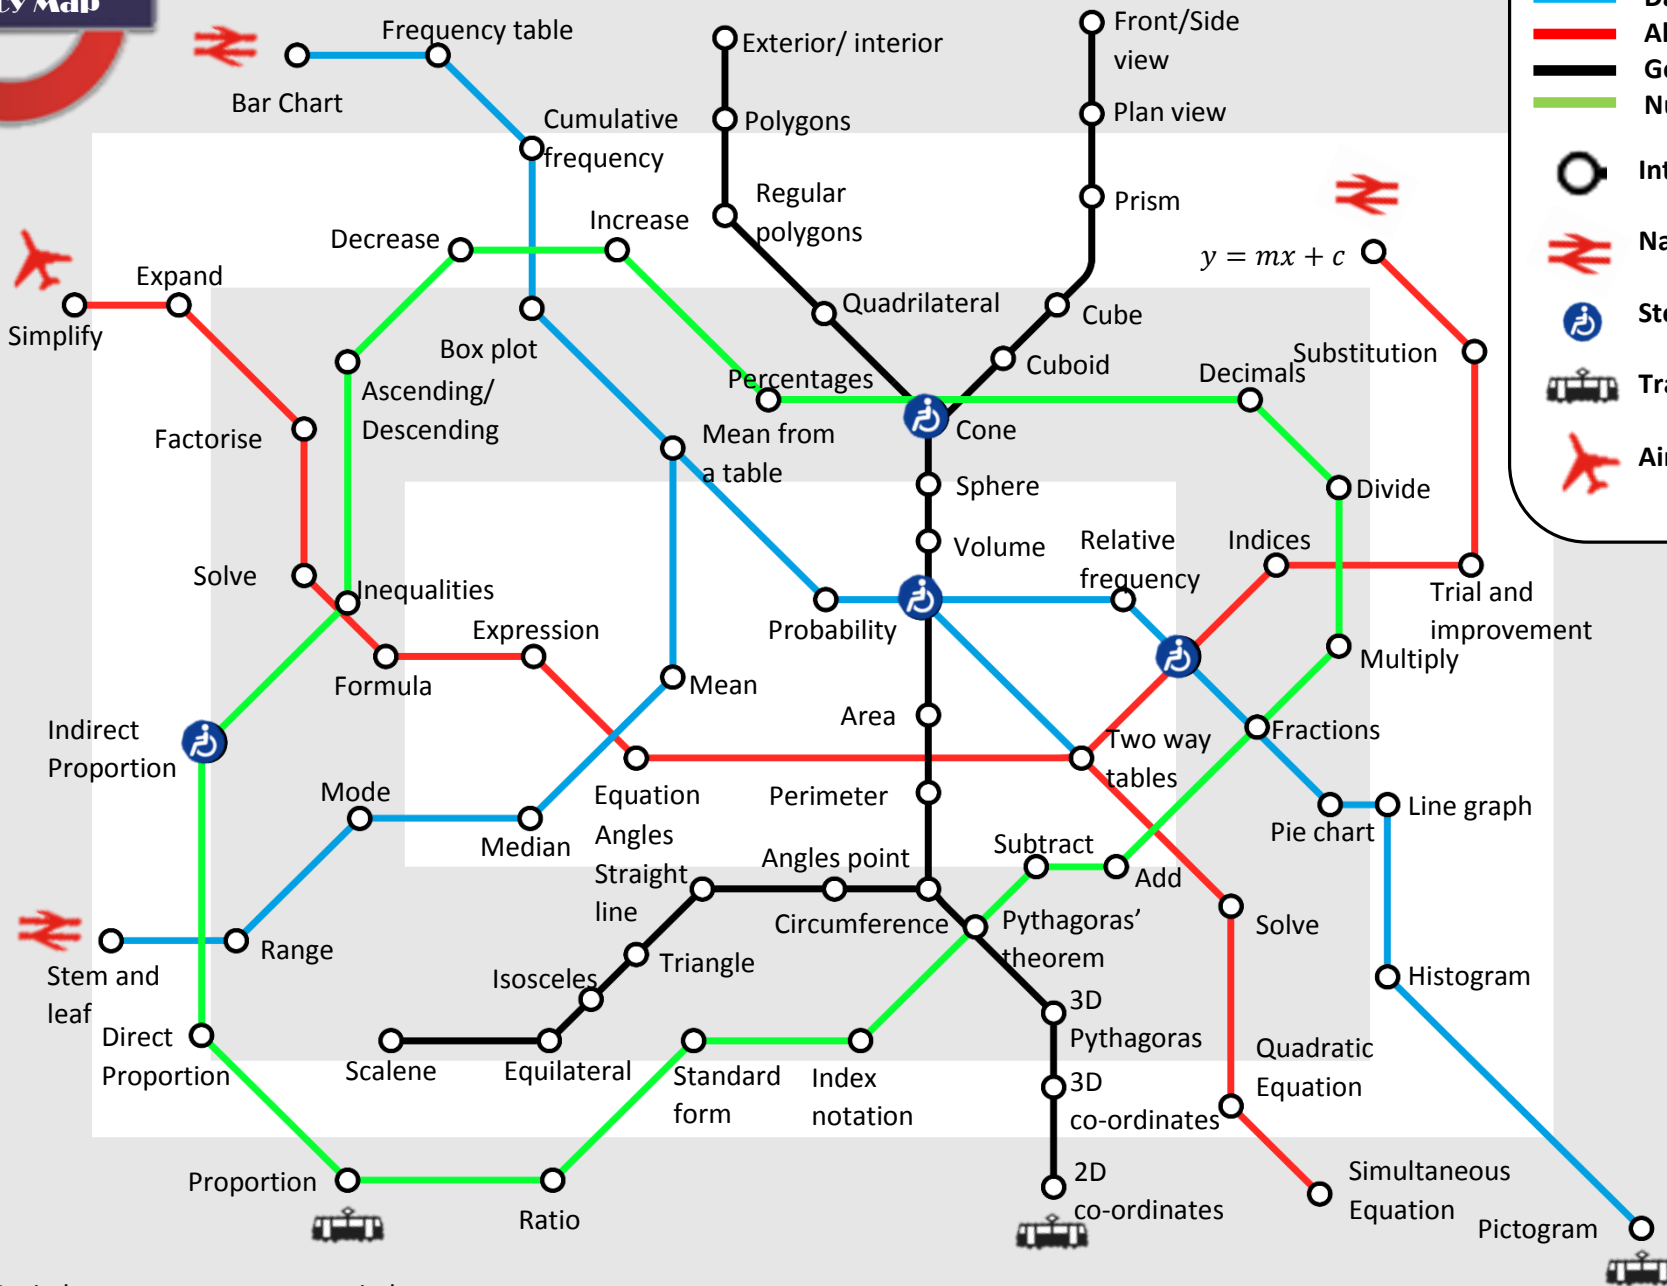 Map
Frequency table
Bar Chart
Exterior/ interior
Front/Side
view
Polygons
Plan view
Cumulative
frequency
Regular
polygons
Prism
Increase
Decrease
y = mx + c
Expand
Simplify
Quadrilateral
Cube
Box plot
Cuboid
Substitution
Percentages
Decimals
Ascending/
Descending
Factorise
Mean from
a table
Cone
Sphere
Divide
Volume
Relative
frequency
Indices
Solve
Inequalities
Trial and
improvement
Expression
Probability
Multiply
Formula
Mean
Area
Indirect
Proportion
Two way
tables
Fractions
Mode
Equation
Perimeter
Line graph
Pie chart
Median
Angles
Straight
line
Angles point
Subtract
Add
Circumference
Pythagoras’
theorem
Solve
Range
Stem and
leaf
Triangle
Isosceles
Histogram
3D
Pythagoras
Direct
Proportion
Scalene
Equilateral
Standard
form
Index
notation
Quadratic
Equation
3D
co-ordinates
2D
co-ordinates
Proportion
Ratio
Simultaneous
Equation
Pictogram